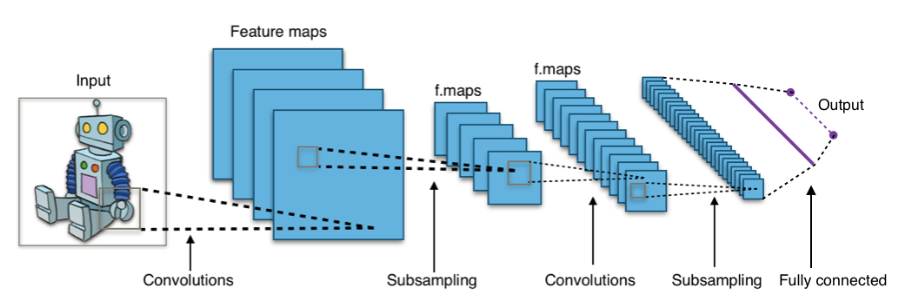 Feature maps
Input
f.maps
f.maps
Output
Convolutions
Subsampling
Convolutions
Subsampling
Fully connected